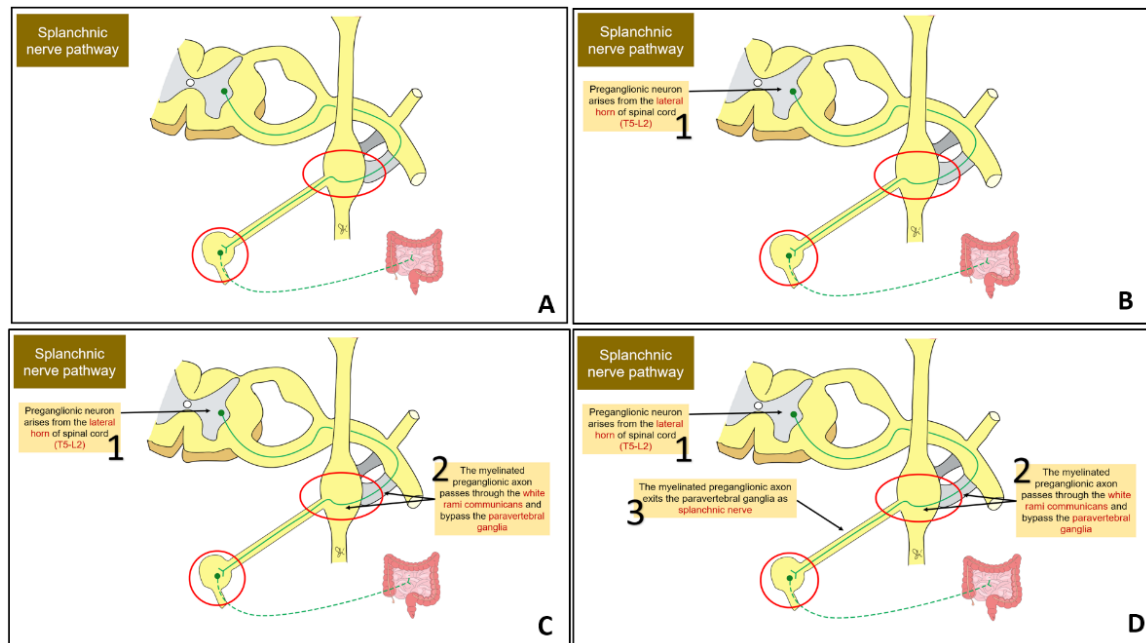 Splanchnic
nerve pathway
A
Splanchnic
nerve pathway
Preganglionic neuron
arises from the lateral
horn of spinal cord
(T5-L2)
1
B
Splanchnic
nerve pathway
Preganglionic neuron
arises from the lateral
horn of spinal cord
(T5-L2)
1
2
The myelinated
preganglionic axon
passes through the white
rami communicans and
bypass the paravertebral
ganglia
C
Splanchnic
nerve pathway
Preganglionic neuron
arises from the lateral
horn of spinal cord
(T5-L2)
1
2
The myelinated
preganglionic axon
passes through the white
rami communicans and
bypass the paravertebral
ganglia
3
The myelinated preganglionic axon
exits the paravertebral ganglia as
splanchnic nerve
D